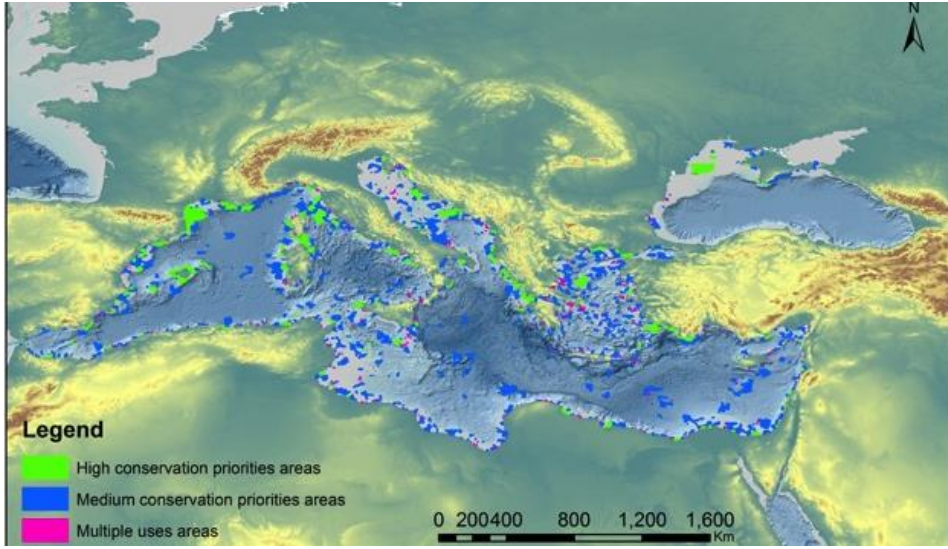 N
Legend
High conservation priorities areas
Medium conservation priorities areas
Multiple uses areas
0 200400 800 1,200 1,600
Km